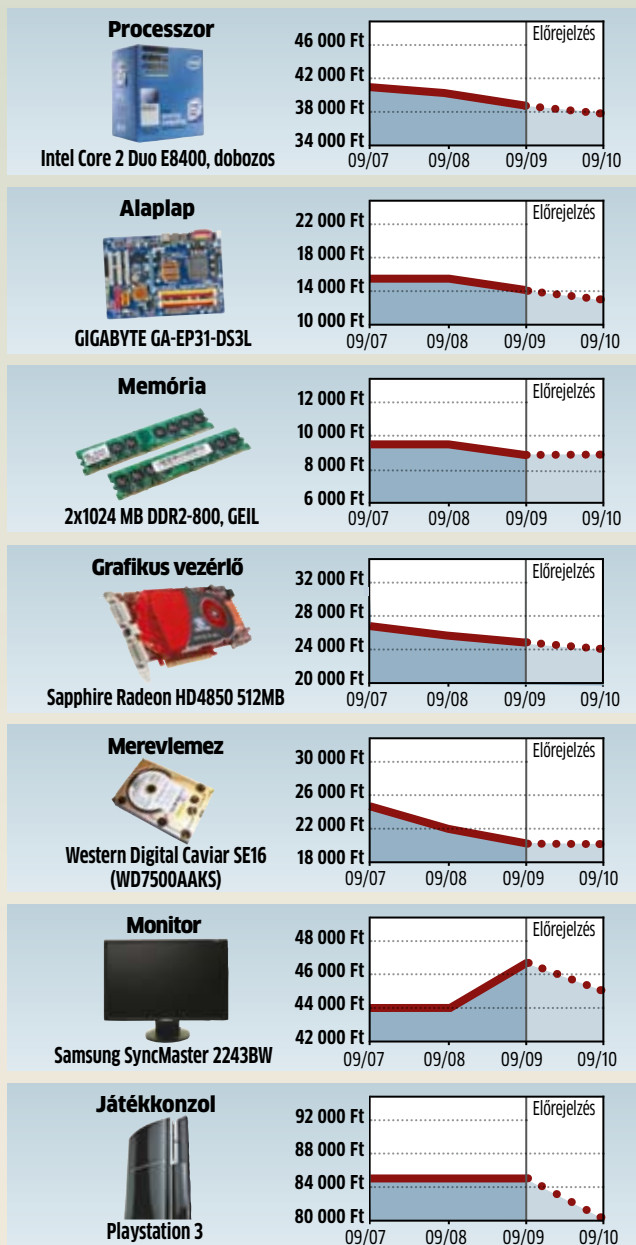 Processzor
Intel Core 2 Duo E8400, dobozos
46 000 Ft
42 000 Ft
38 000 Ft
34 000 Ft
Előrejelzés
09/07 09/08 09/09 09/10
Alaplap
GIGABYTE GA-EP31-DS3L
22 000 Ft
18 000 Ft
14 000 Ft
10 000 Ft
Előrejelzés
09/07 09/08 09/09 09/10
Memória
2x1024 MB DDR2-800, GEIL
12 000 Ft
10 000 Ft
8 000 Ft
6 000 Ft
Előrejelzés
09/07 09/08 09/09 09/10
Grafikus vezérlő
Sapphire Radeon HD4850 512MB
32 000 Ft
28 000 Ft
24 000 Ft
20 000 Ft
Előrejelzés
09/07 09/08 09/09 09/10
Merevlemez
Western Digital Caviar SE16
(WD7500AAKS)
30 000 Ft
26 000 Ft
22 000 Ft
18 000 Ft
Előrejelzés
09/07 09/08 09/09 09/10
Monitor
Samsung SyncMaster 2243BW
48 000 Ft
46 000 Ft
44 000 Ft
42 000 Ft
Előrejelzés
09/07 09/08 09/09 09/10
Játékkonzol
Playstation 3
92 000 Ft
88 000 Ft
84 000 Ft
80 000 Ft
Előrejelzés
09/07 09/08 09/09 09/10